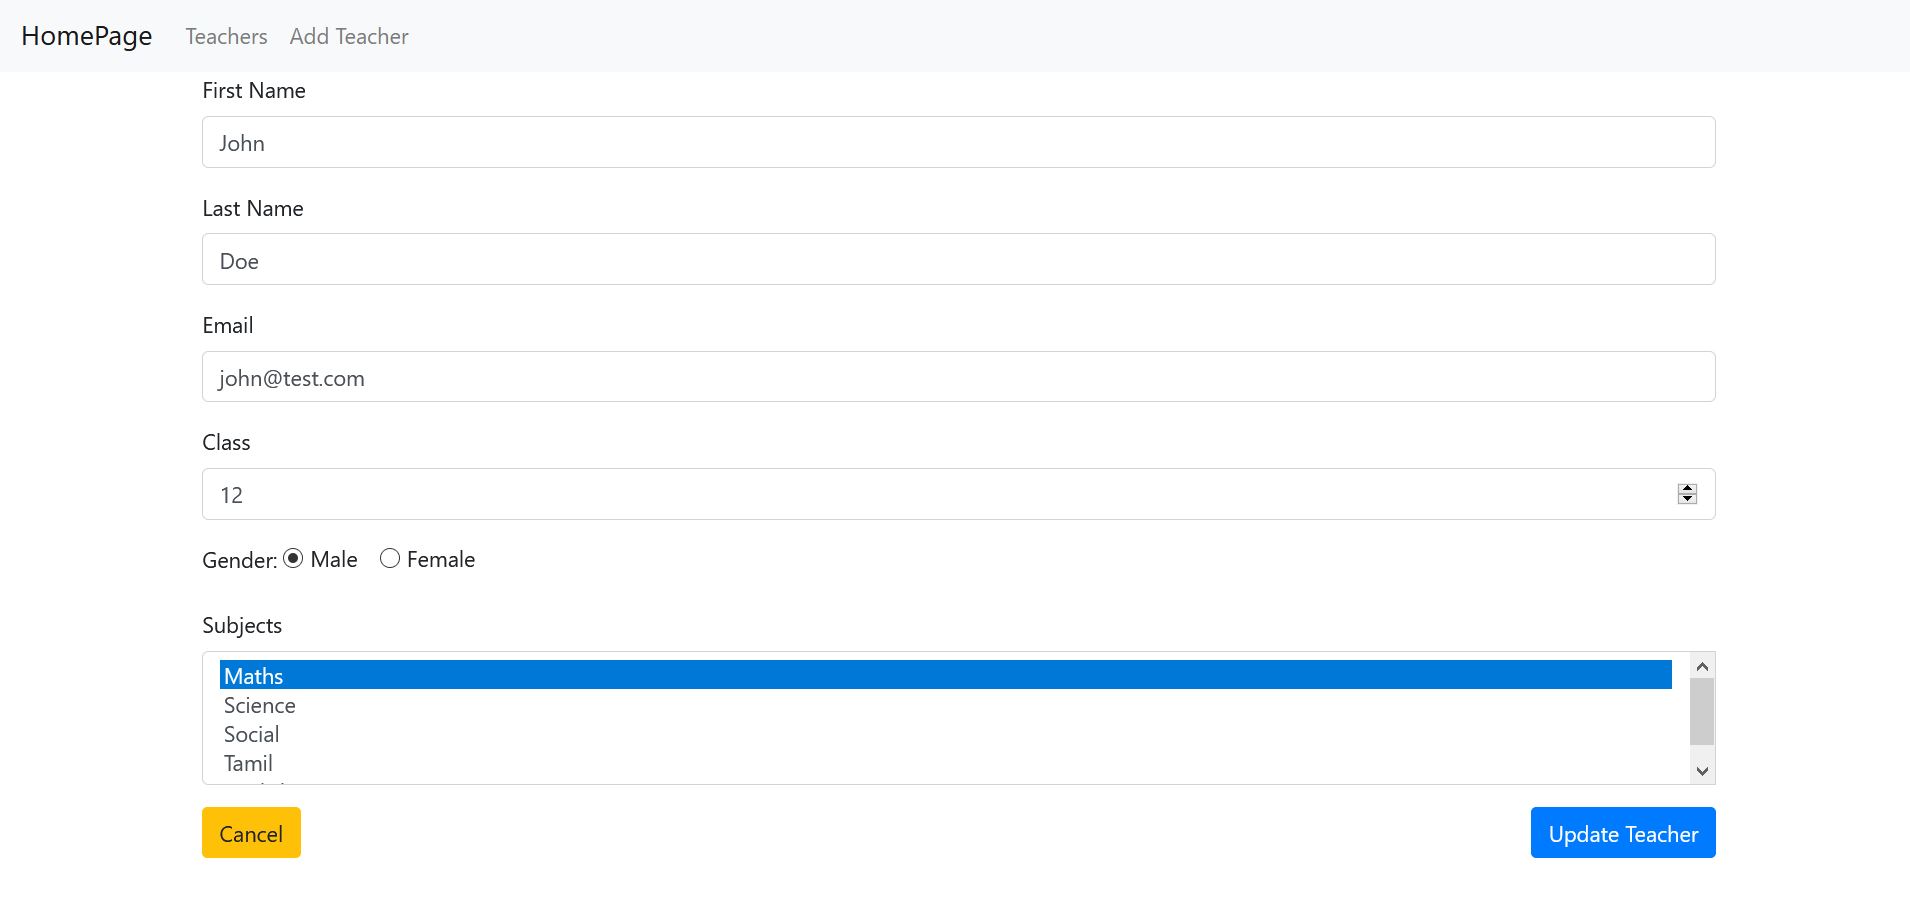 HomePage Teachers Add Teacher
First Name
John
Last Name
Doe
Email
john@test.com
Class
12
Gender: Male Female
Subjects
Maths
Science
Social
Tamil
Cancel Update Teacher